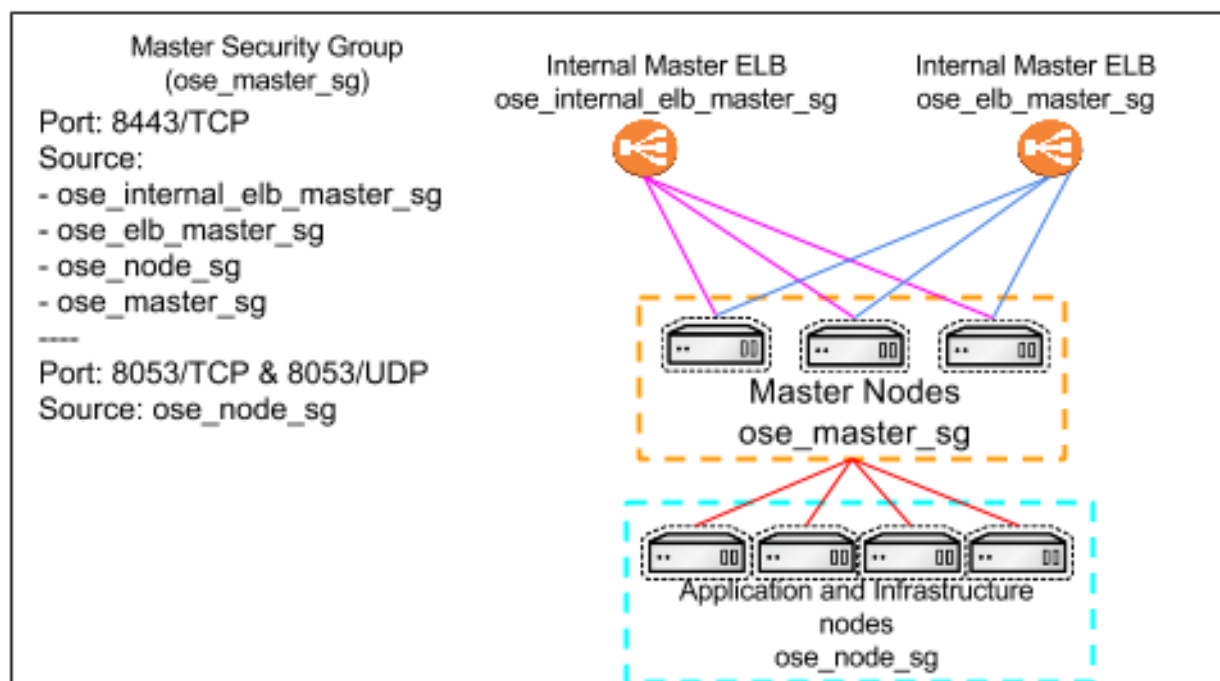 Master Security Group
(ose_master_sg)
Port: 8443/TCP
Source:
- ose_internal_elb_master_sg
- ose_elb_master_sg
- ose_node_sg
- ose_master_sg
----
Port: 8053/TCP & 8053/UDP
Source: ose_node_sg
Internal Master ELB
ose_internal_elb_master_sg
Internal Master ELB
ose_elb_master_sg
Master Nodes
ose_master_sg
Application and Infrastructure
nodes
ose_node_sg